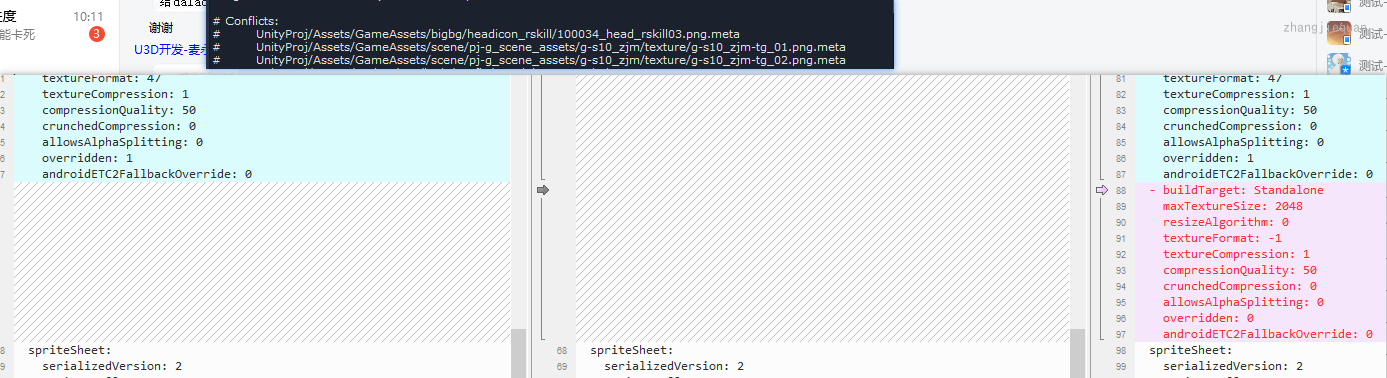 10:11
能卡死
3
谢谢
U3D开发-麦
# Conflicts:
# UnityProj/Assets/GameAssets/bigbg/headicon_rskill/100034_head_rskill03.png.meta
# UnityProj/Assets/GameAssets/scene/pj-g_scene_assets/g-s10_zjm/texture/g-s10_zjm-tg_01.png.meta
# UnityProj/Assets/GameAssets/scene/pj-g_scene_assets/g-s10_zjm/texture/g-s10_zjm-tg_02.png.meta
测试-
测试-
测试-
1 textureFormat: 47
2 textureCompression: 1
3 compressionQuality: 50
4 crunchedCompression: 0
5 allowsAlphaSplitting: 0
6 overridden: 1
7 androidETC2FallbackOverride: 0
8 spriteSheet:
9 serializedVersion: 2
68 spriteSheet:
69 serializedVersion: 2
81 textureFormat: 47
82 textureCompression: 1
83 compressionQuality: 50
84 crunchedCompression: 0
85 allowsAlphaSplitting: 0
86 overridden: 1
87 androidETC2FallbackOverride: 0
88 - buildTarget: Standalone
89 maxTextureSize: 2048
90 resizeAlgorithm: 0
91 textureFormat: -1
92 textureCompression: 1
93 compressionQuality: 50
94 crunchedCompression: 0
95 allowsAlphaSplitting: 0
96 overridden: 0
97 androidETC2FallbackOverride: 0
98 spriteSheet:
99 serializedVersion: 2